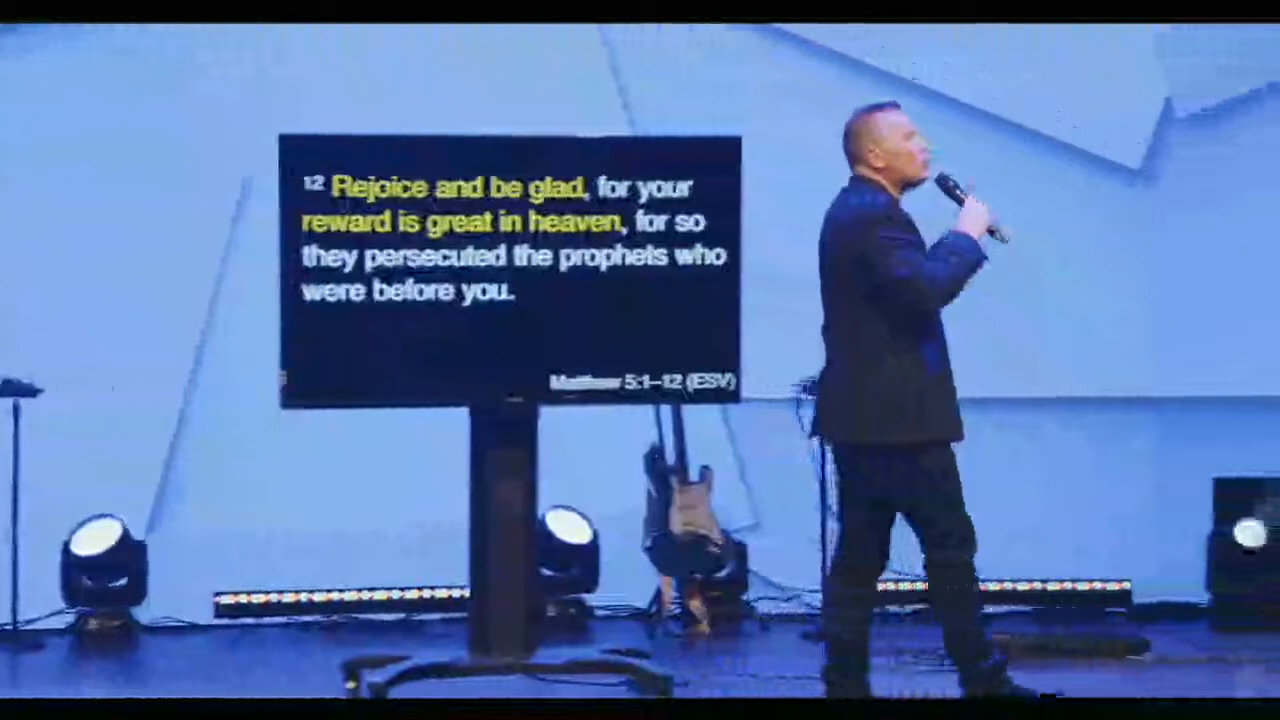 12 Rejoice and be glad, for your
reward is great in heaven, for so
they persecuted the prophets who
were before you.
Matthew 5:1–12 (ESV)